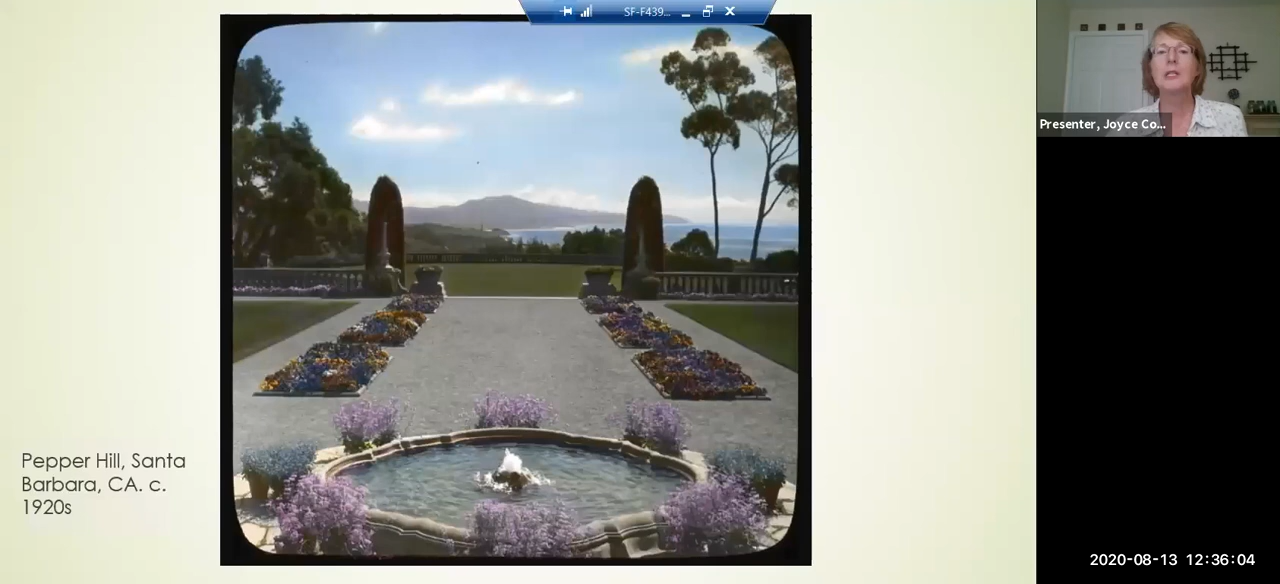 SF-F439...
Presenter, Joyce Co...
Pepper Hill, Santa
Barbara, CA. c.
1920s
2020-08-13 12:36:04